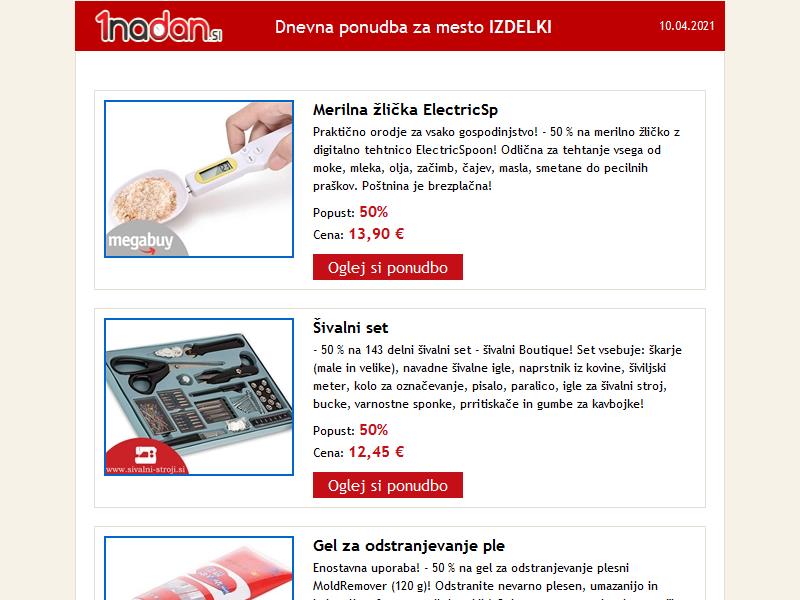 1nadan.si
Dnevna ponudba za mesto IZDELKI
10.04.2021
Merilna žlička ElectricSp
Praktično orodje za vsako gospodinjstvo! - 50 % na merilno žličko z
digitalno tehtnico ElectricSpoon! Odlična za tehtanje vsega od
moke, mleka, olja, začimb, čajev, masla, smetane do pecilnih
praškov. Poštnina je brezplačna!
Popust: 50%
Cena: 13,90 €
Oglej si ponudbo
megabuy
Šivalni set
- 50 % na 143 delni šivalni set - šivalni Boutique! Set vsebuje: škarje
(male in velike), navadne šivalne igle, naprstnik iz kovine, šiviljski
meter, kolo za označevanje, pisalo, paralico, igle za šivalni stroj,
bucke, varnostne sponke, prritiskače in gumbe za kavbojke!
Popust: 50%
Cena: 12,45 €
Oglej si ponudbo
www.sivalni-stroji.si
Gel za odstranjevanje ple
Enostavna uporaba! - 50 % na gel za odstranjevanje plesni
MoldRemover (120 g)! Odstranite nevarno plesen, umazanijo in